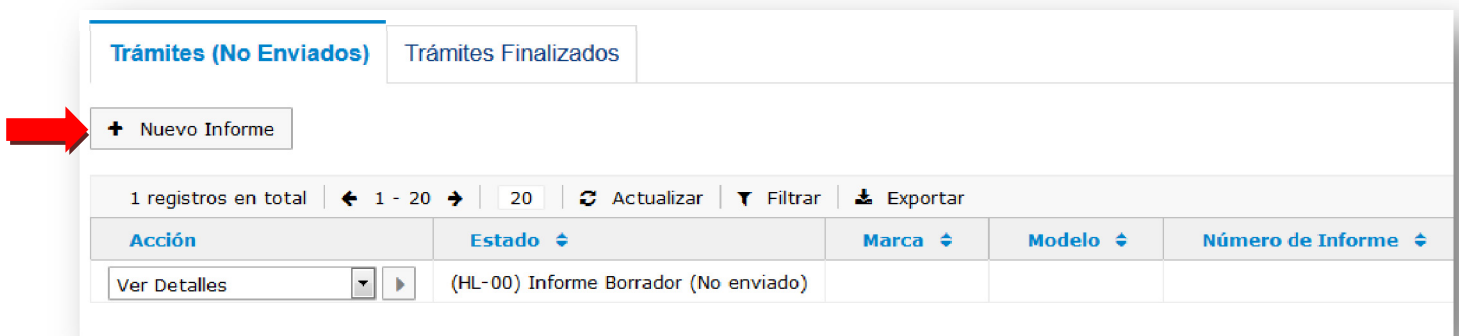 Trámites (No Enviados) Trámites Finalizados
+ Nuevo Informe
1 registros en total 1 - 20 20 Actualizar Filtrar Exportar
Acción Estado Marca Modelo Número de Informe
Ver Detalles (HL-00) Informe Borrador (No enviado)